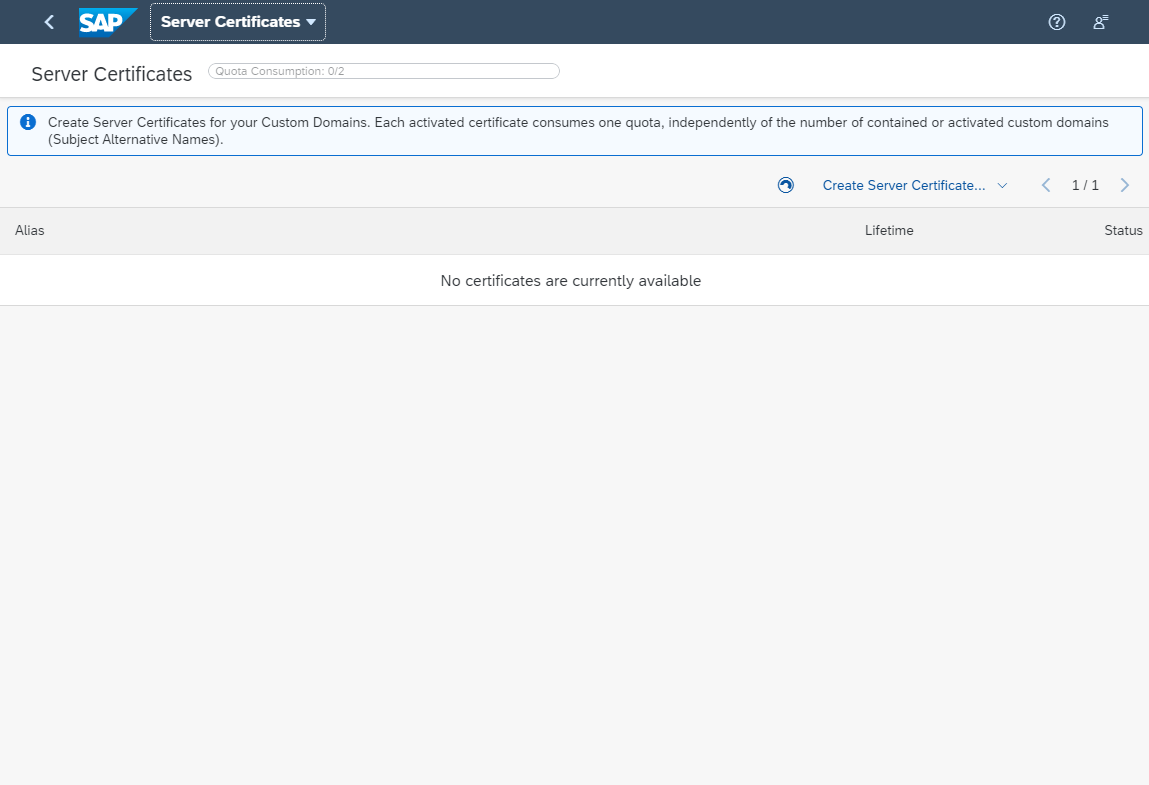 SAP Server Certificates
Server Certificates Quota Consumption: 0/2
Create Server Certificates for your Custom Domains. Each activated certificate consumes one quota, independently of the number of contained or activated custom domains
(Subject Alternative Names).
Create Server Certificate... 1 / 1
Alias Lifetime Status
No certificates are currently available